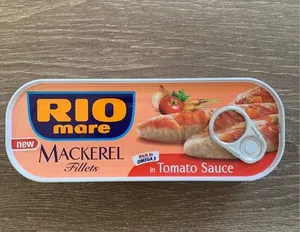 RIO
mare
new
MACKEREL
Fillets
Rich in
OMEGA 3
In Tomato Sauce